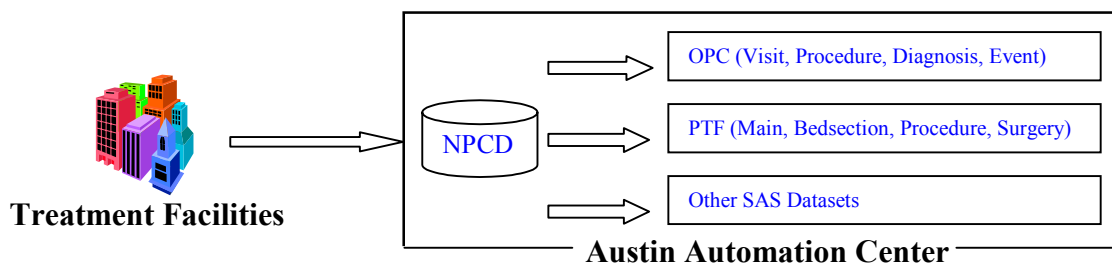 OPC (Visit, Procedure, Diagnosis, Event)
NPCD
PTF (Main, Bedsection, Procedure, Surgery)
Other SAS Datasets
Treatment Facilities
Austin Automation Center